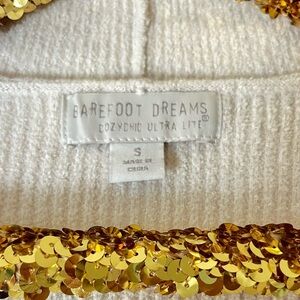 BAREFOOT DREAMS®
COZYCHIC ULTRA LITE®
S
MADE IN
CHINA